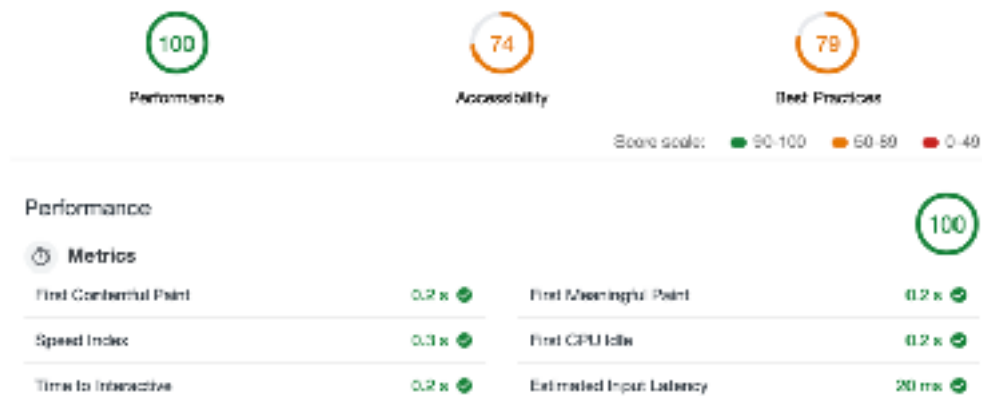 100 74 79
Performance Accessibility Best Practices
Score scale: 90-100 50-89 0-49
Performance
100
Metrics
First Contentful Paint 0.2 s First Meaningful Paint 0.2 s
Speed Index 0.3 s First CPU Idle 0.2 s
Time to Interactive 0.2 s Estimated Input Latency 20 ms